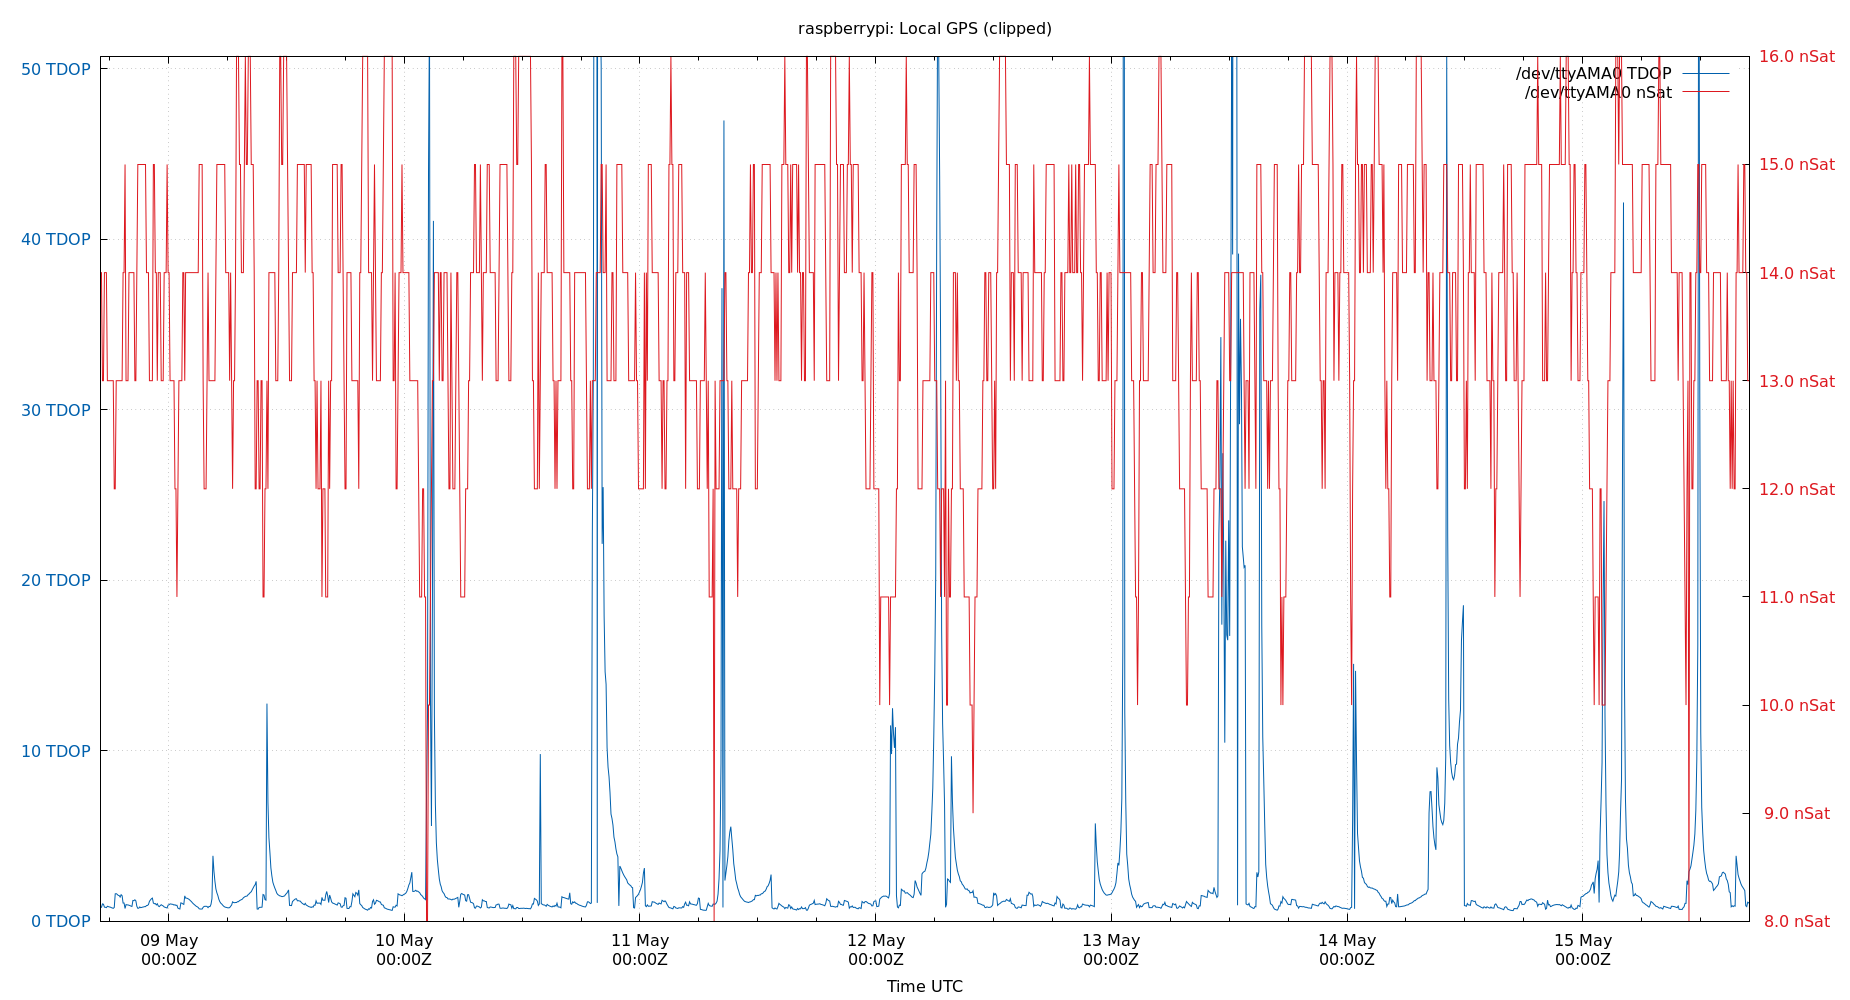 raspberrypi: Local GPS (clipped)
50 TDOP
40 TDOP
30 TDOP
20 TDOP
10 TDOP
0 TDOP
/dev/ttyAMA0 TDOP
/dev/ttyAMA0 nSat
16.0 nSat
15.0 nSat
14.0 nSat
13.0 nSat
12.0 nSat
11.0 nSat
10.0 nSat
9.0 nSat
8.0 nSat
09 May 10 May 11 May 12 May 13 May 14 May 15 May
00:00Z 00:00Z 00:00Z 00:00Z 00:00Z 00:00Z 00:00Z
Time UTC